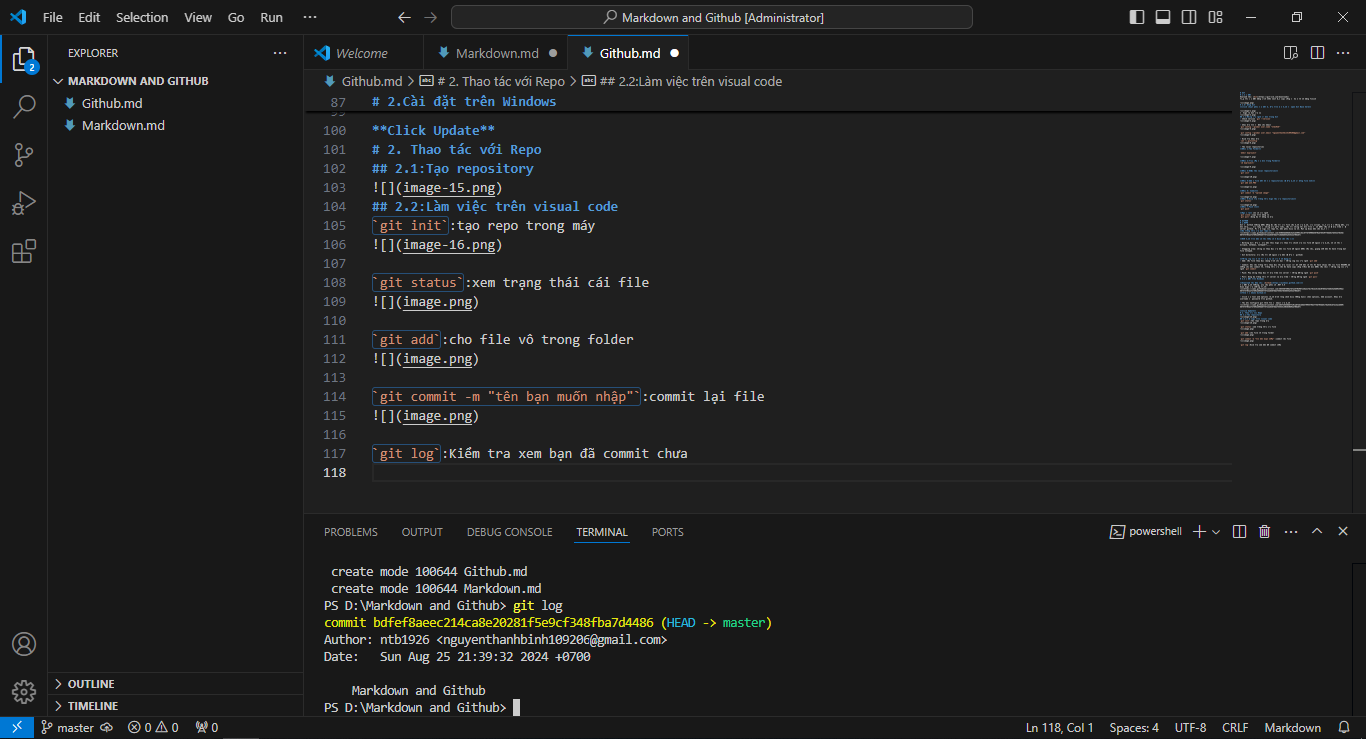 File Edit Selection View Go Run ··· Markdown and Github [Administrator]
EXPLORER ···
MARKDOWN AND GITHUB
Github.md
Markdown.md
OUTLINE
TIMELINE
2
Welcome Markdown.md Github.md
Github.md > # 2. Thao tác với Repo > ## 2.2:Làm việc trên visual code
87 # 2.Cài đặt trên Windows
100 **Click Update**
101 # 2. Thao tác với Repo
102 ## 2.1:Tạo repository
103 ![](image-15.png)
104 ## 2.2:Làm việc trên visual code
105 `git init`:tạo repo trong máy
106 ![](image-16.png)
107
108 `git status`:xem trạng thái cái file
109 ![](image.png)
110
111 `git add`:cho file vô trong folder
112 ![](image.png)
113
114 `git commit -m "tên bạn muốn nhập"`:commit lại file
115 ![](image.png)
116
117 `git log`:Kiểm tra xem bạn đã commit chưa
118
PROBLEMS OUTPUT DEBUG CONSOLE TERMINAL PORTS powershell
create mode 100644 Github.md
create mode 100644 Markdown.md
PS D:\Markdown and Github> git log
commit bdfef8aeec214ca8e20281f5e9cf348fba7d4486 (HEAD -> master)
Author: ntb1926 <nguyenthanhbinh109206@gmail.com>
Date:   Sun Aug 25 21:39:32 2024 +0700
Markdown and Github
PS D:\Markdown and Github>
master 0 0 0 Ln 118, Col 1 Spaces: 4 UTF-8 CRLF Markdown